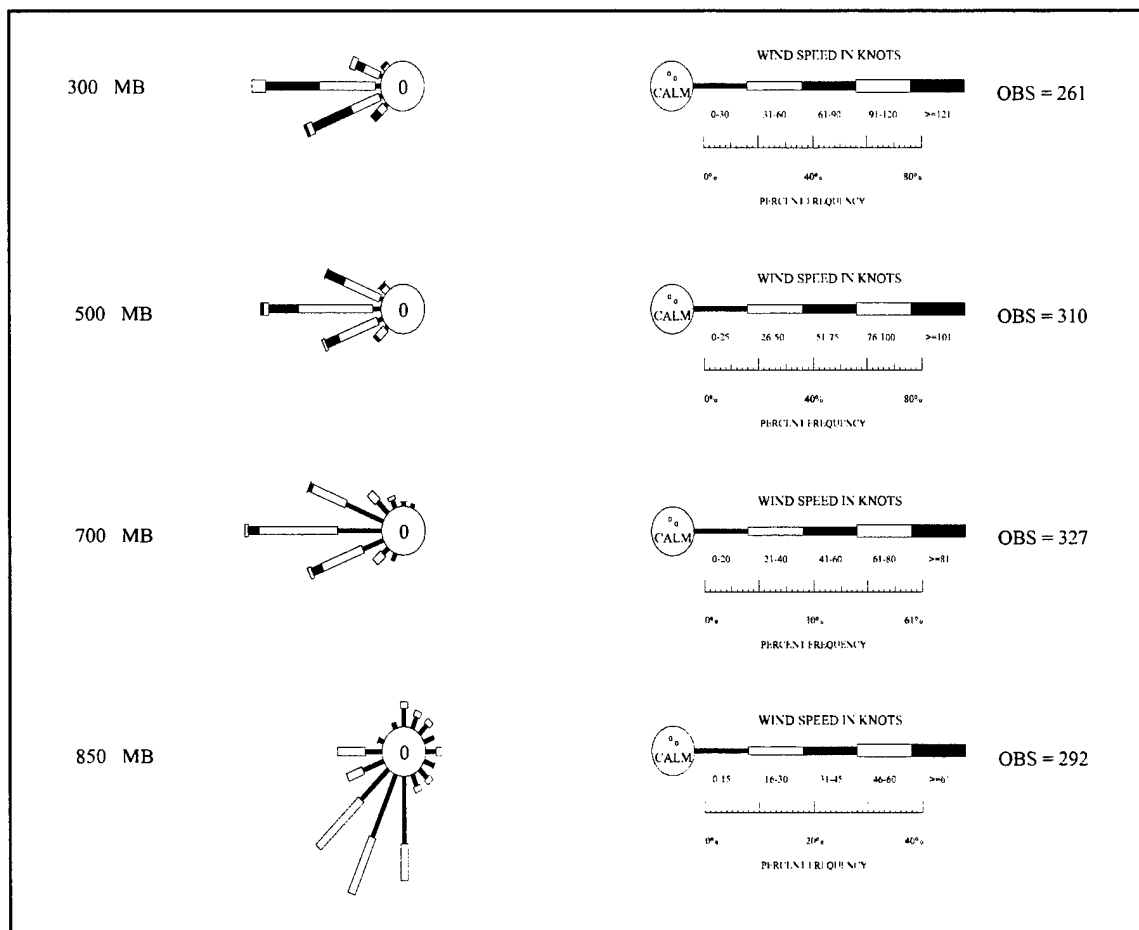 WIND SPEED IN KNOTS
300 MB 0 % CALM OBS = 261
0-30 31-60 61-90 91-120 >=121
0% 40% 80%
PERCENT FREQUENCY
WIND SPEED IN KNOTS
500 MB 0 % CALM OBS = 310
0-25 26-50 51-75 76-100 >=101
0% 40% 80%
PERCENT FREQUENCY
WIND SPEED IN KNOTS
700 MB 0 % CALM OBS = 327
0-20 21-40 41-60 61-80 >=81
0% 61%
PERCENT FREQUENCY
WIND SPEED IN KNOTS
850 MB 0 % CALM OBS = 292
0-15 16-30 31-45 46-60
0% 20% 40%
PERCENT FREQUENCY